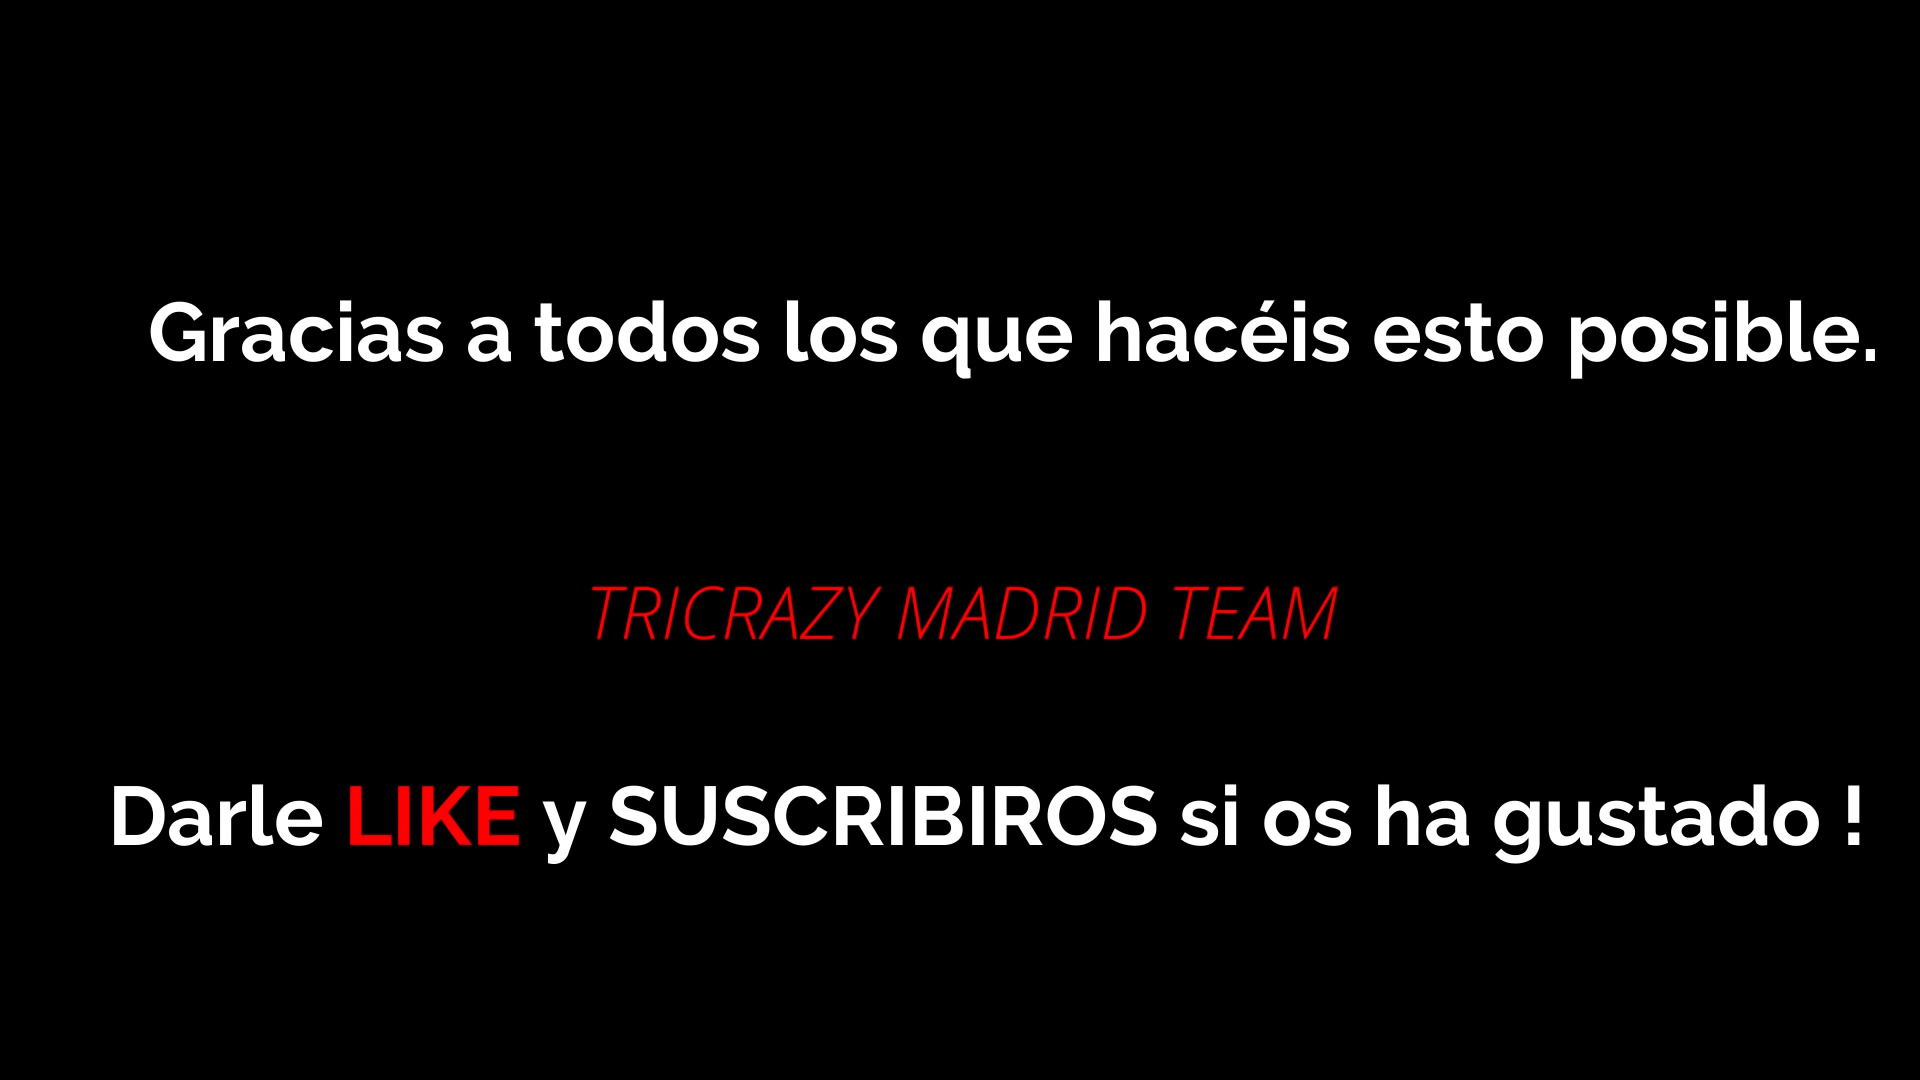 Gracias a todos los que hacéis esto posible.
TRICRAZY MADRID TEAM
Darle LIKE y SUSCRIBIROS si os ha gustado !